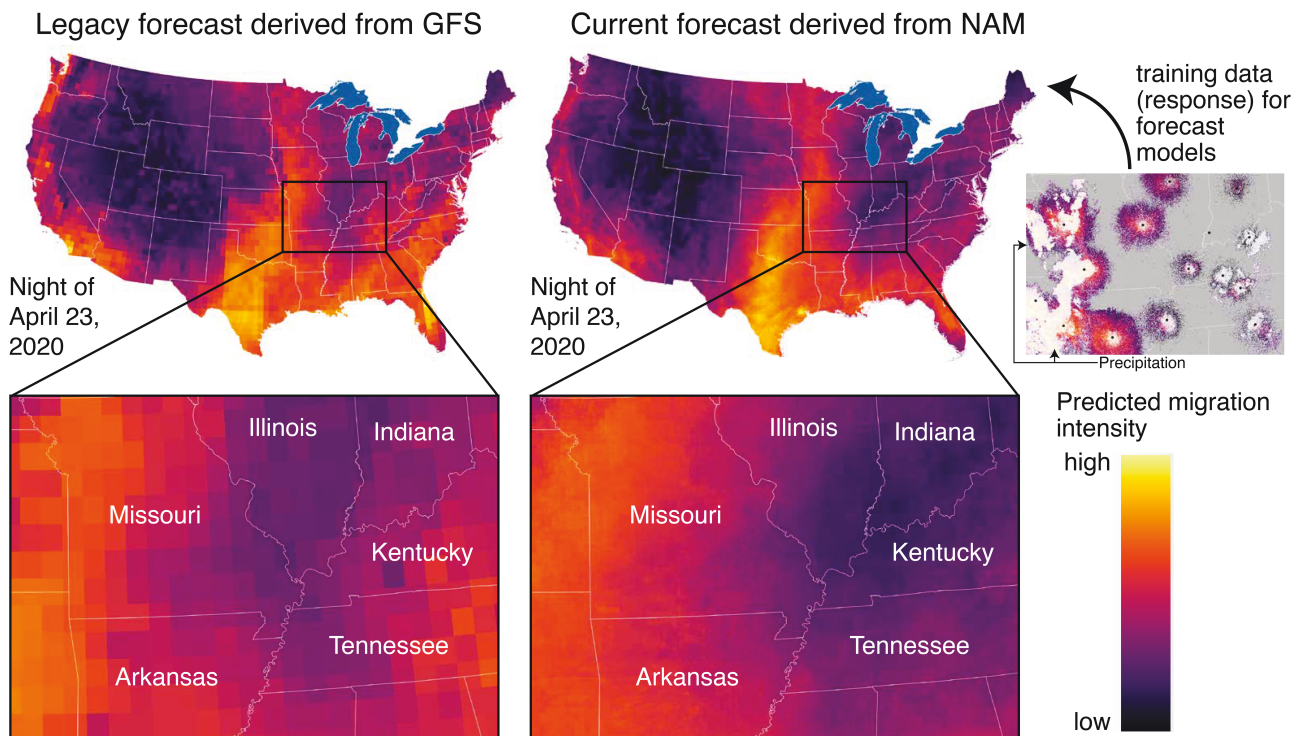 Legacy forecast derived from GFS
Current forecast derived from NAM
training data
(response) for
forecast
models
Night of
April 23,
2020
Night of
April 23,
2020
Precipitation
Illinois
Indiana
Missouri
Kentucky
Tennessee
Arkansas
Illinois
Indiana
Missouri
Kentucky
Tennessee
Arkansas
Predicted migration
intensity
high
low